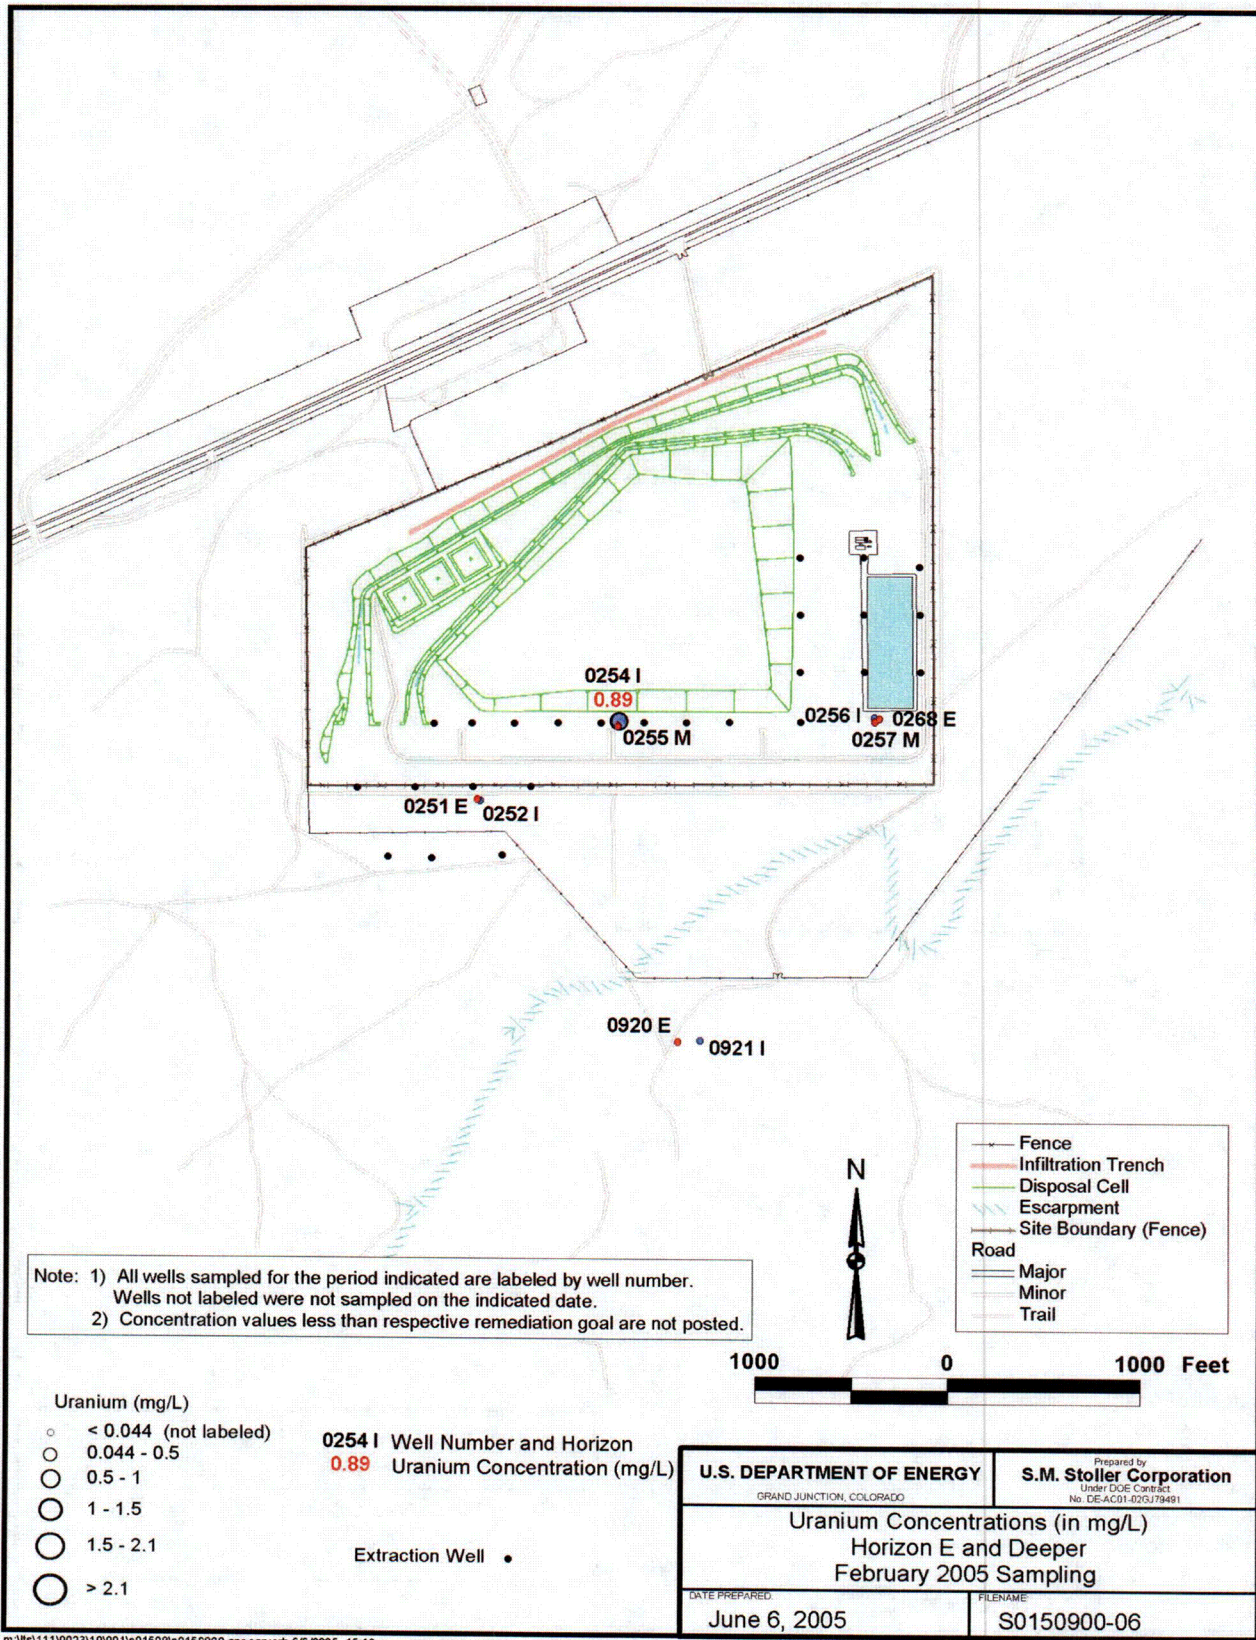 0254 I
0.89
0255 M
0256 I
0268 E
0257 M
0251 E
0252 I
0920 E
0921 I
Fence
Infiltration Trench
Disposal Cell
Escarpment
Site Boundary (Fence)
Road
Major
Minor
Trail
N
Note: 1) All wells sampled for the period indicated are labeled by well number.
Wells not labeled were not sampled on the indicated date.
2) Concentration values less than respective remediation goal are not posted.
1000 0 1000 Feet
Uranium (mg/L)
< 0.044 (not labeled)
0.044 - 0.5
0.5 - 1
1 - 1.5
1.5 - 2.1
> 2.1
0254 I Well Number and Horizon
0.89 Uranium Concentration (mg/L)
Extraction Well
U.S. DEPARTMENT OF ENERGY
GRAND JUNCTION, COLORADO
Prepared by
S.M. Stoller Corporation
Under DOE Contract
No. DE-AC01-02GJ79491
Uranium Concentrations (in mg/L)
Horizon E and Deeper
February 2005 Sampling
DATE PREPARED:
June 6, 2005
FILENAME:
S0150900-06